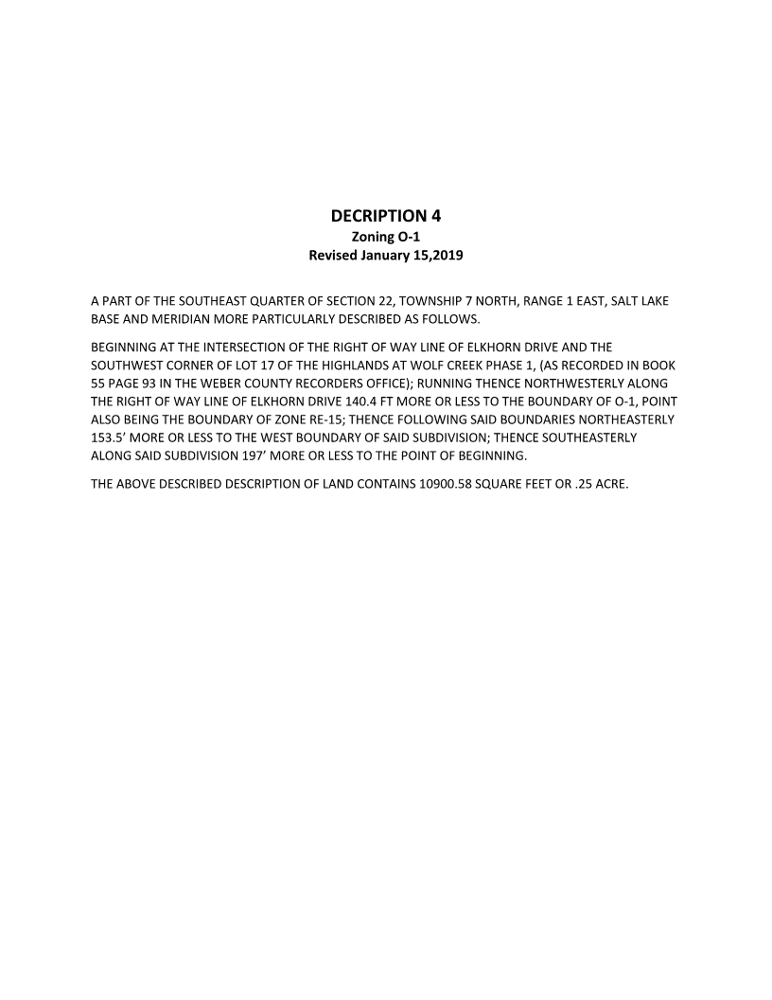 DECRIPTION 4
Zoning O-1
Revised January 15,2019
A PART OF THE SOUTHEAST QUARTER OF SECTION 22, TOWNSHIP 7 NORTH, RANGE 1 EAST, SALT LAKE
BASE AND MERIDIAN MORE PARTICULARLY DESCRIBED AS FOLLOWS.
BEGINNING AT THE INTERSECTION OF THE RIGHT OF WAY LINE OF ELKHORN DRIVE AND THE
SOUTHWEST CORNER OF LOT 17 OF THE HIGHLANDS AT WOLF CREEK PHASE 1, (AS RECORDED IN BOOK
55 PAGE 93 IN THE WEBER COUNTY RECORDERS OFFICE); RUNNING THENCE NORTHWESTERLY ALONG
THE RIGHT OF WAY LINE OF ELKHORN DRIVE 140.4 FT MORE OR LESS TO THE BOUNDARY OF O-1, POINT
ALSO BEING THE BOUNDARY OF ZONE RE-15; THENCE FOLLOWING SAID BOUNDARIES NORTHEASTERLY
153.5’ MORE OR LESS TO THE WEST BOUNDARY OF SAID SUBDIVISION; THENCE SOUTHEASTERLY
ALONG SAID SUBDIVISION 197’ MORE OR LESS TO THE POINT OF BEGINNING.
THE ABOVE DESCRIBED DESCRIPTION OF LAND CONTAINS 10900.58 SQUARE FEET OR .25 ACRE.